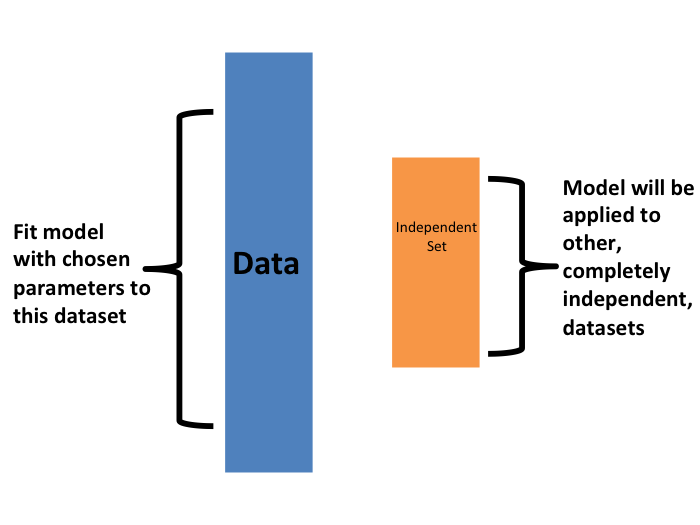 Fit model
with chosen
parameters to
this dataset
Data
Independent
Set
Model will be
applied to
other,
completely
independent,
datasets